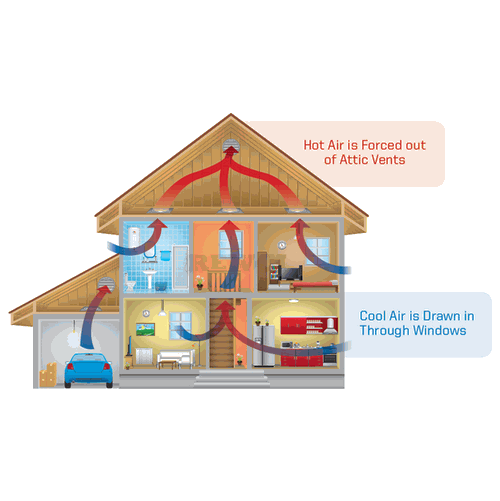 Hot Air is Forced out
of Attic Vents
Cool Air is Drawn in
Through Windows